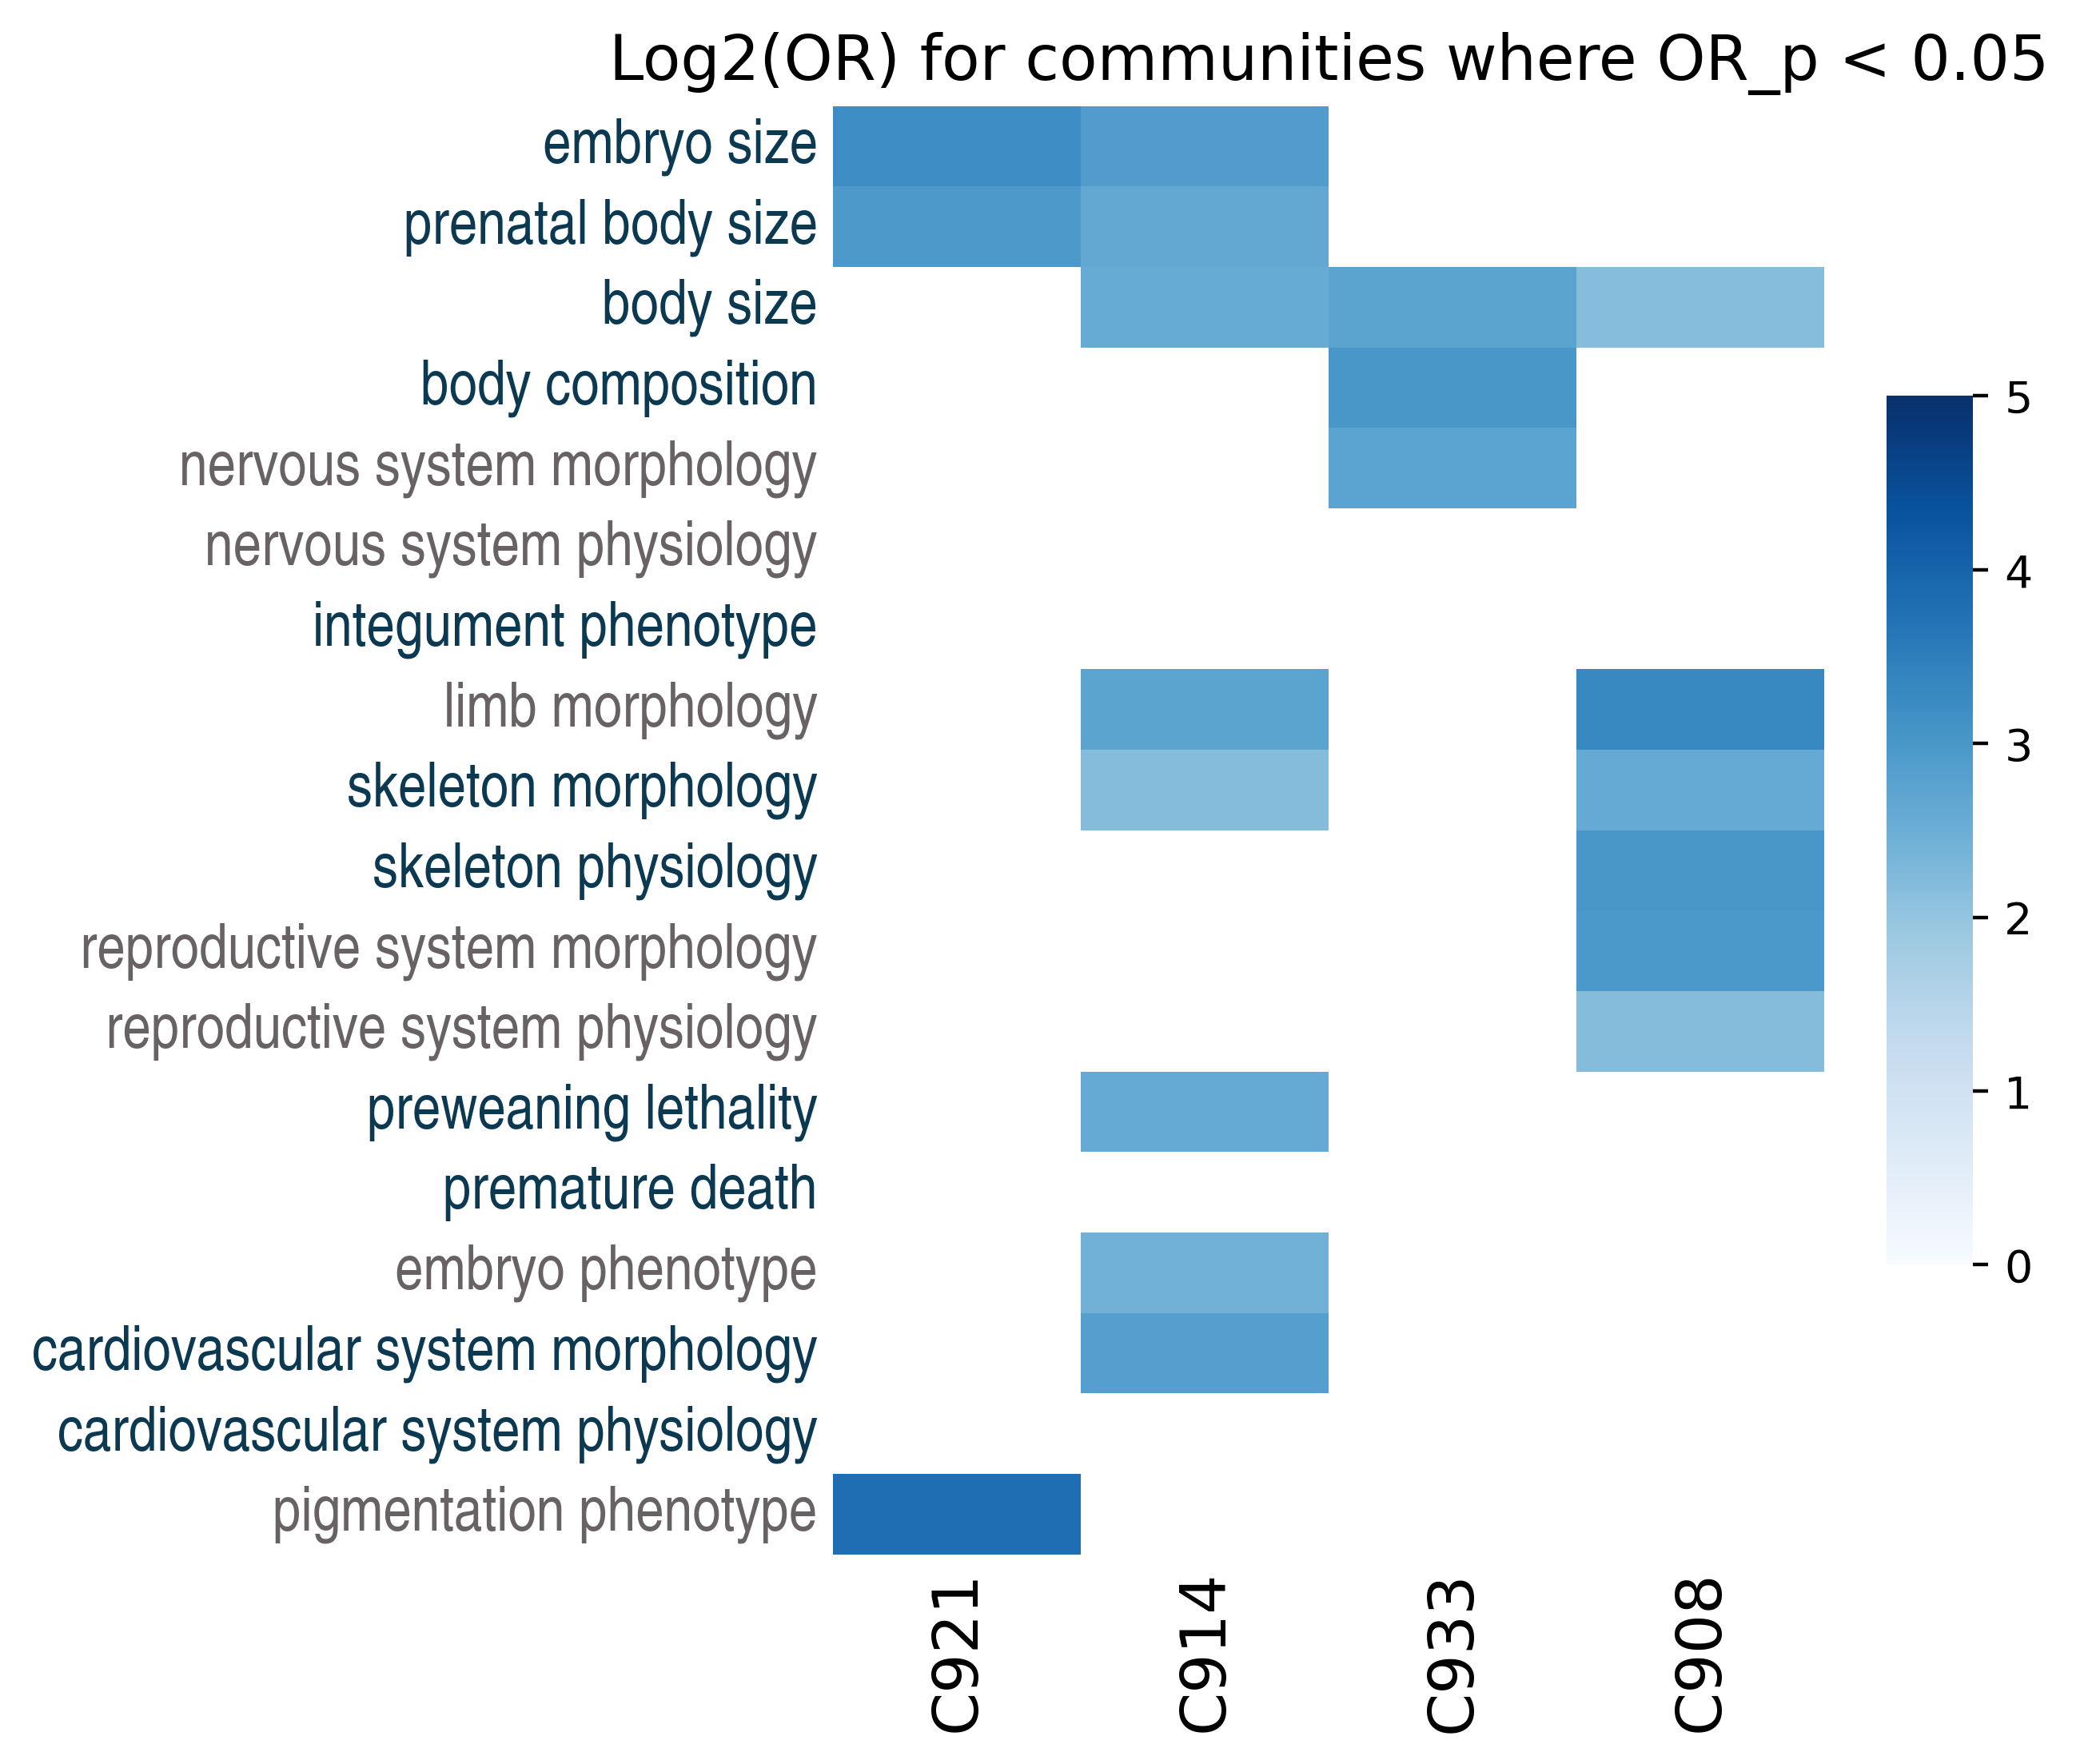 Log2(OR) for communities where OR_p < 0.05
embryo size
prenatal body size
body size
body composition
nervous system morphology
nervous system physiology
integument phenotype
limb morphology
skeleton morphology
skeleton physiology
reproductive system morphology
reproductive system physiology
preweaning lethality
premature death
embryo phenotype
cardiovascular system morphology
cardiovascular system physiology
pigmentation phenotype
C921
C914
C933
C908
5
4
3
2
1
0